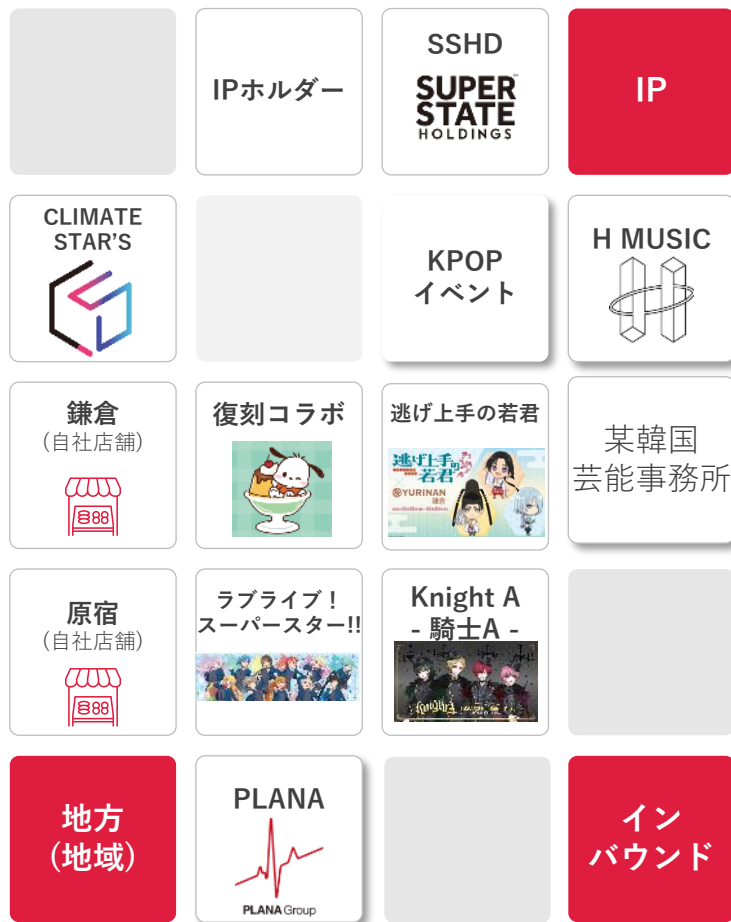 IPホルダー
SSHD
SUPER
STATE
HOLDINGS
IP
CLIMATE
STAR'S
KPOP
イベント
H MUSIC
鎌倉
(自社店舗)
復刻コラボ
逃げ上手の若君
逃げ上手の
若君
YURINAN
鎌倉
某韓国
芸能事務所
原宿
(自社店舗)
ラブライブ！
スーパースター!!
Knight A
- 騎士A -
地方
(地域)
PLANA
PLANA Group
イン
バウンド